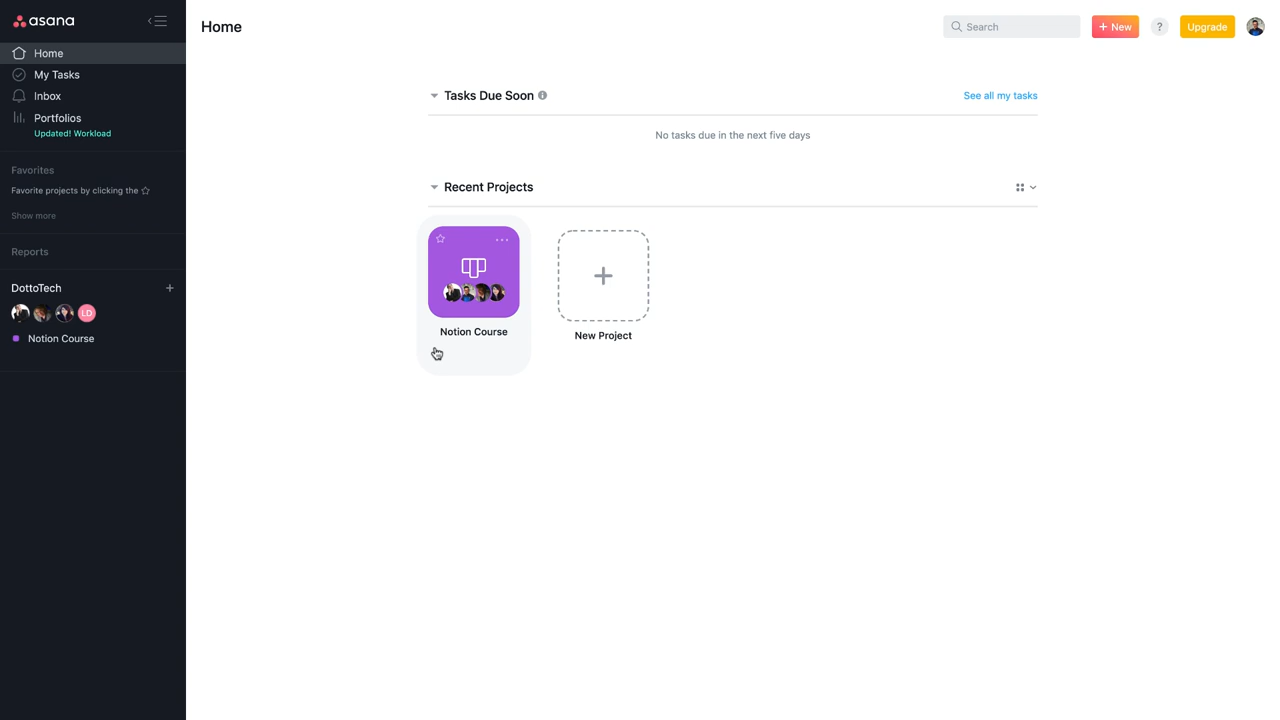 asana
Home
My Tasks
Inbox
Portfolios
Updated! Workload
Favorites
Favorite projects by clicking the
Show more
Reports
DottoTech
LD
Notion Course
Home
Search
+ New
?
Upgrade
Tasks Due Soon
See all my tasks
No tasks due in the next five days
Recent Projects
Notion Course
New Project